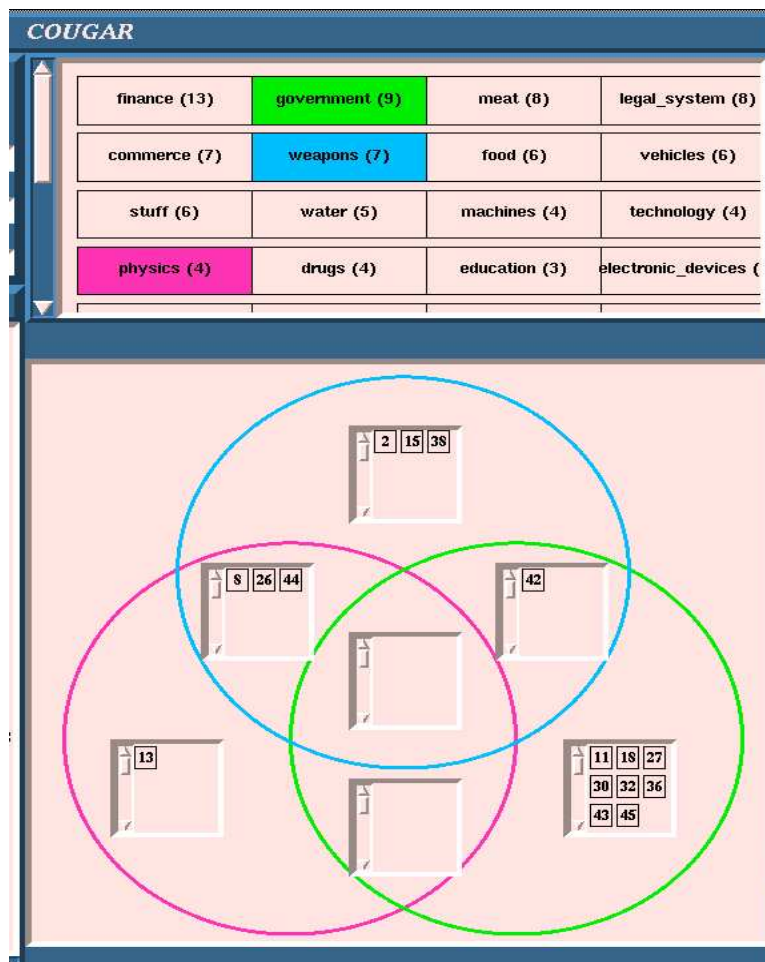 COUGAR
finance (13) government (9) meat (8) legal_system (8)
commerce (7) weapons (7) food (6) vehicles (6)
stuff (6) water (5) machines (4) technology (4)
physics (4) drugs (4) education (3) electronic_devices (
2 15 38
8 26 44
42
13
11 18 27
30 32 36
43 45